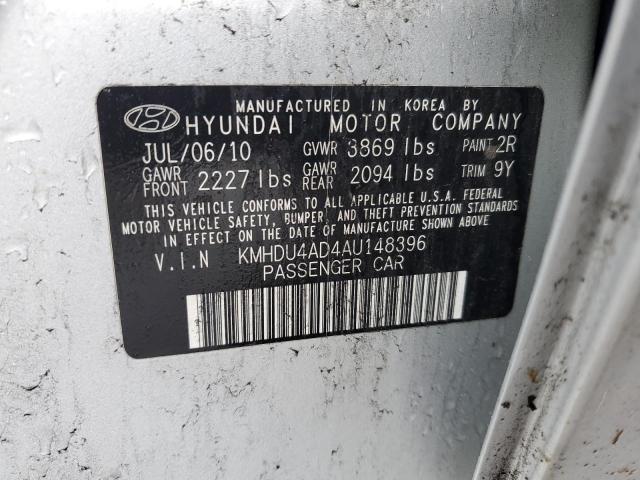 MANUFACTURED IN KOREA BY
HYUNDAI MOTOR COMPANY
JUL/06/10 GVWR 3869 lbs PAINT 2R
GAWR FRONT 2227 lbs GAWR REAR 2094 lbs TRIM 9Y
THIS VEHICLE CONFORMS TO ALL APPLICABLE U.S.A. FEDERAL
MOTOR VEHICLE SAFETY, BUMPER, AND THEFT PREVENTION STANDARDS
IN EFFECT ON THE DATE OF MANUFACTURE SHOWN ABOVE
V.I.N KMHDU4AD4AU148396
PASSENGER CAR